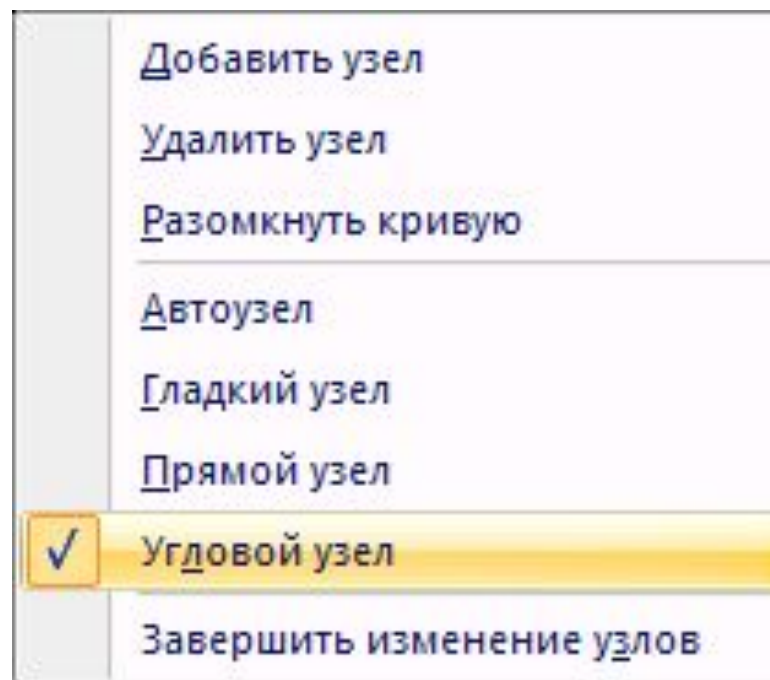 Добавить узел
Удалить узел
Разомкнуть кривую
Автоузел
Гладкий узел
Прямой узел
Угловой узел
Завершить изменение узлов